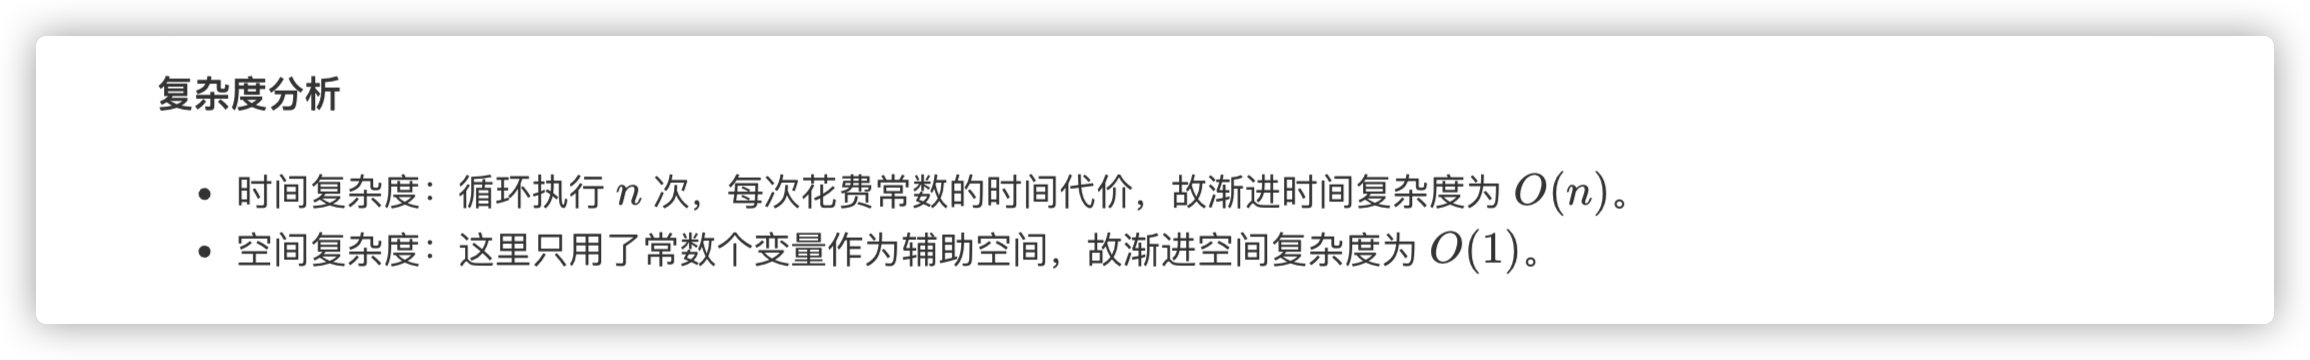 复杂度分析
• 时间复杂度：循环执行 n 次，每次花费常数的时间代价，故渐进时间复杂度为 O(n)。
• 空间复杂度：这里只用了常数个变量作为辅助空间，故渐进空间复杂度为 O(1)。